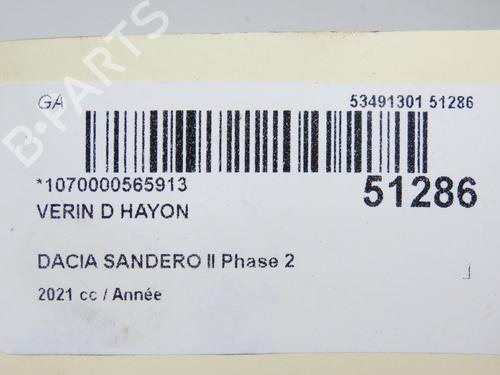 GA
53491301 51286
*1070000565913
51286
VERIN D HAYON
DACIA SANDERO II Phase 2
2021 cc / Année
B-PARTS